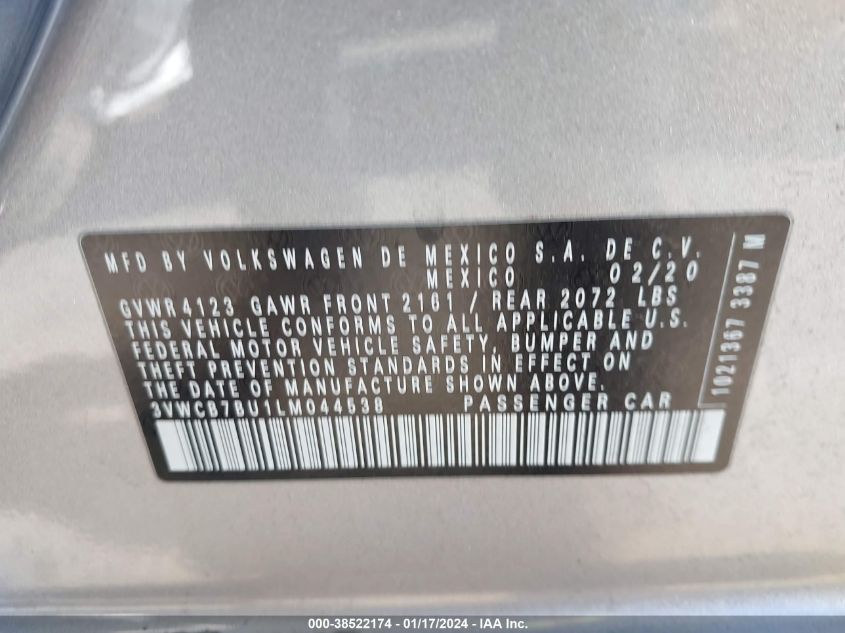 MFD BY VOLKSWAGEN DE MEXICO S.A. DE C.V.
MEXICO 02/20
GVWR 4123 GAWR FRONT 2161 / REAR 2072 LBS
THIS VEHICLE CONFORMS TO ALL APPLICABLE U.S.
FEDERAL MOTOR VEHICLE SAFETY, BUMPER AND
THEFT PREVENTION STANDARDS IN EFFECT ON
THE DATE OF MANUFACTURE SHOWN ABOVE.
3VWCB7BU1LM044538 PASSENGER CAR
1021367 3387 M
000-38522174 - 01/17/2024 - IAA Inc.